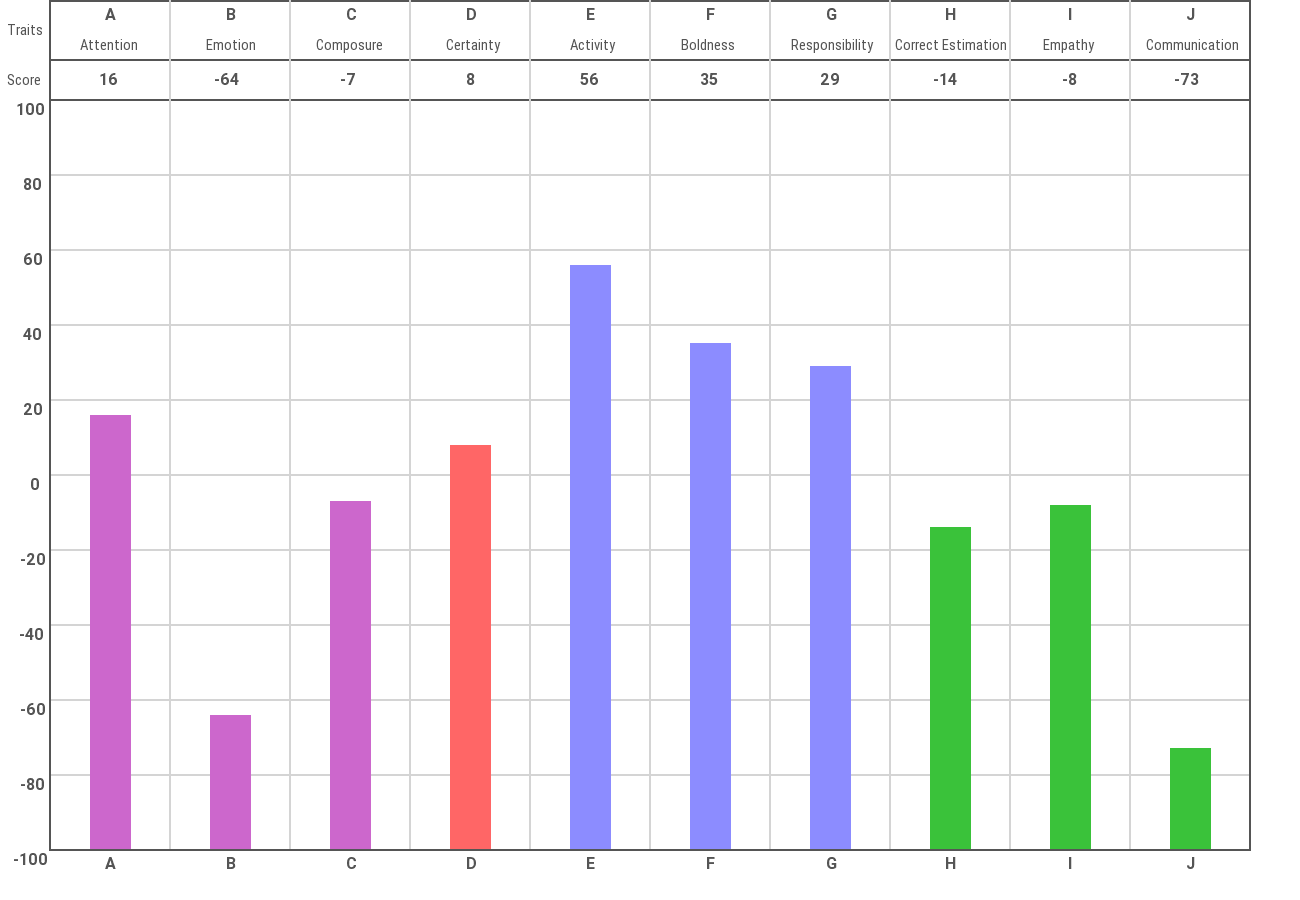 Traits A B C D E F G H I J
Attention Emotion Composure Certainty Activity Boldness Responsibility Correct Estimation Empathy Communication
Score 16 -64 -7 8 56 35 29 -14 -8 -73
100
80
60
40
20
0
-20
-40
-60
-80
-100
A B C D E F G H I J